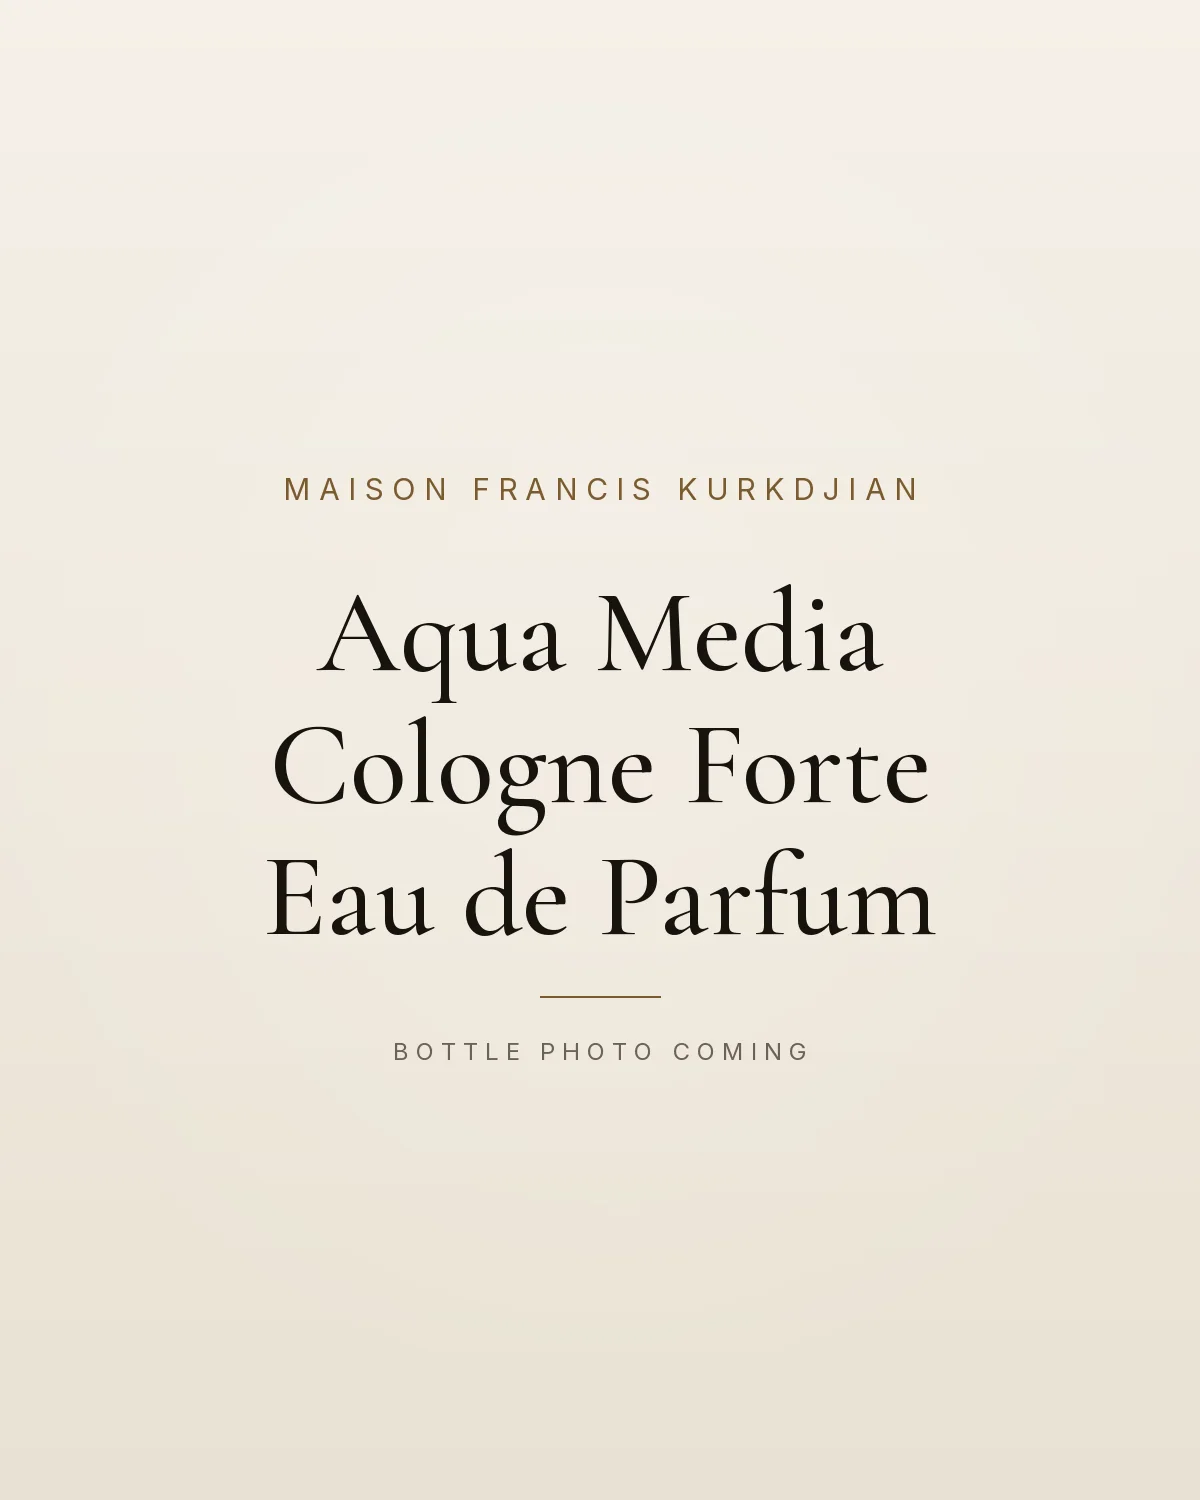 MAISON FRANCIS KURKDJIAN
Aqua Media
Cologne Forte
Eau de Parfum
BOTTLE PHOTO COMING